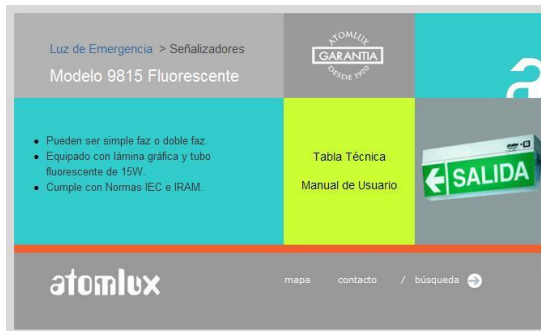 Luz de Emergencia > Señalizadores
Modelo 9815 Fluorescente
ATOMLUX
GARANTIA
DESDE 1970
Pueden ser simple faz o doble faz.
Equipado con lámina gráfica y tubo
fluorescente de 15W.
Cumple con Normas IEC e IRAM.
Tabla Técnica
Manual de Usuario
SALIDA
atomlux
mapa contacto / búsqueda